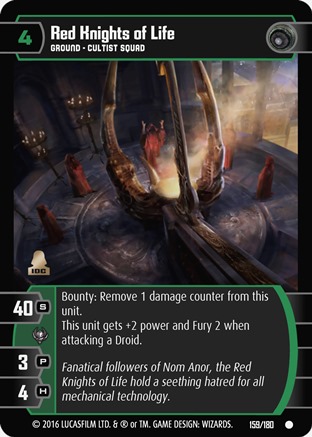 4
Red Knights of Life
GROUND - CULTIST SQUAD
IDC
40 S
Bounty: Remove 1 damage counter from this
unit.
This unit gets +2 power and Fury 2 when
attacking a Droid.
3 P
4 H
Fanatical followers of Nom Anor, the Red
Knights of Life hold a seething hatred for all
mechanical technology.
© 2016 LUCASFILM LTD. & ® or TM. GAME DESIGN: WIZARDS.
159/180